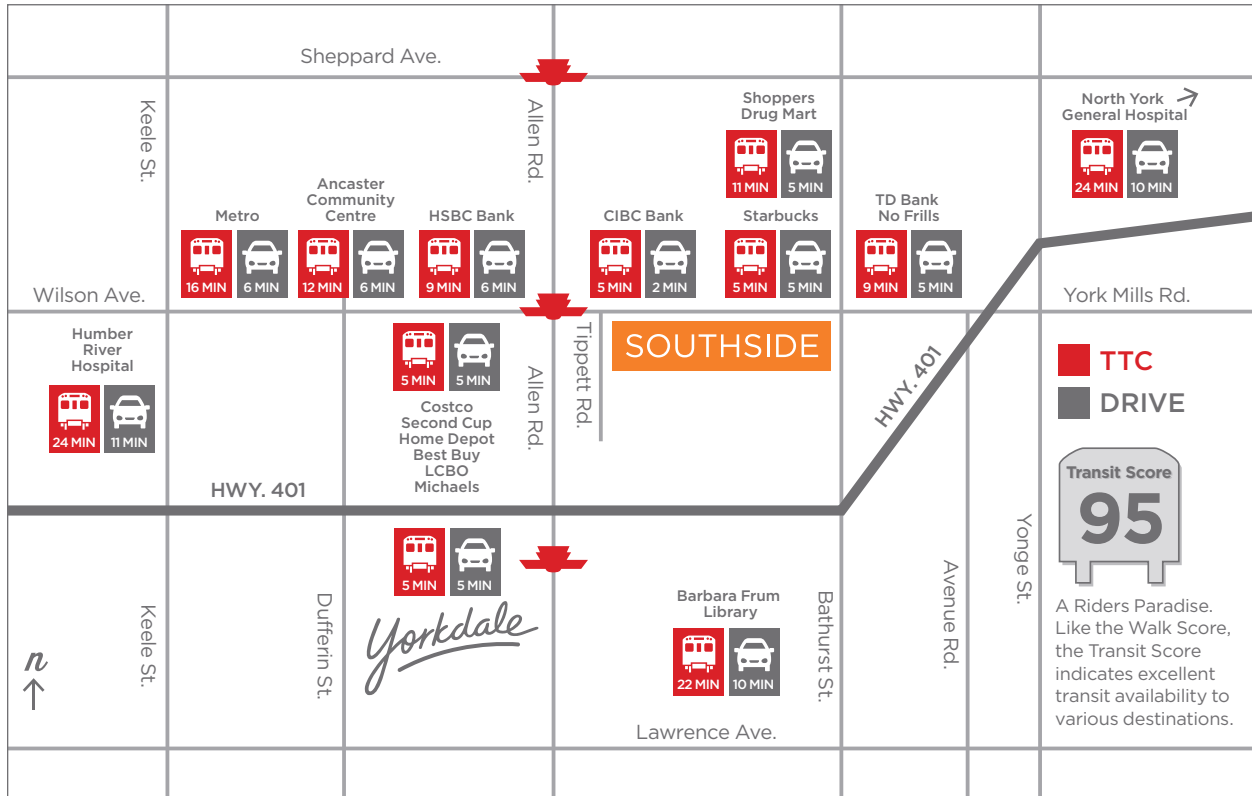 Sheppard Ave.
Keele St.
Allen Rd.
Shoppers
Drug Mart
11 MIN
5 MIN
North York
General Hospital
24 MIN
10 MIN
Metro
16 MIN
6 MIN
Ancaster
Community
Centre
12 MIN
6 MIN
HSBC Bank
9 MIN
6 MIN
CIBC Bank
5 MIN
2 MIN
Starbucks
5 MIN
5 MIN
TD Bank
No Frills
9 MIN
5 MIN
Wilson Ave.
York Mills Rd.
Humber
River
Hospital
24 MIN
11 MIN
5 MIN
5 MIN
Costco
Second Cup
Home Depot
Best Buy
LCBO
Michaels
Allen Rd.
Tippett Rd.
SOUTHSIDE
HWY. 401
TTC
DRIVE
HWY. 401
Transit Score
95
A Riders Paradise.
Like the Walk Score,
the Transit Score
indicates excellent
transit availability to
various destinations.
5 MIN
5 MIN
Yorkdale
Barbara Frum
Library
22 MIN
10 MIN
Keele St.
Dufferin St.
Bathurst St.
Avenue Rd.
Yonge St.
n
Lawrence Ave.